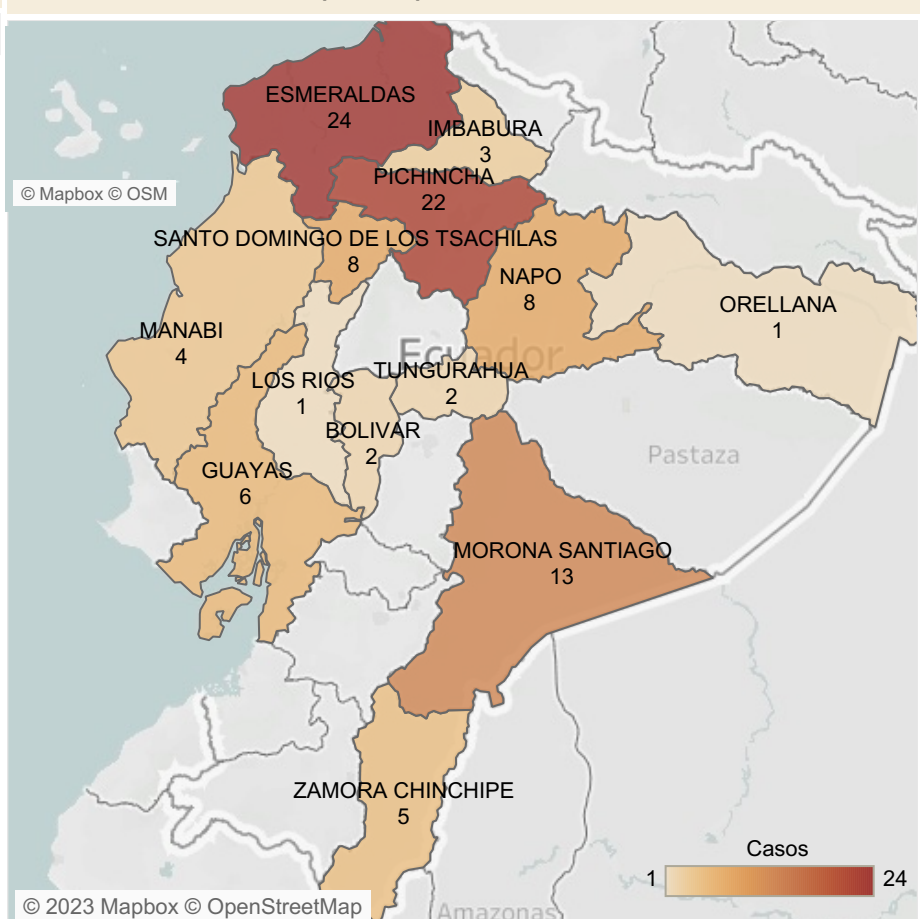 ESMERALDAS
24
IMBABURA
3
PICHINCHA
22
© Mapbox © OSM
SANTO DOMINGO DE LOS TSACHILAS
8
NAPO
8
ORELLANA
1
MANABI
4
Ecuador
TUNGURAHUA
2
LOS RIOS
1
BOLIVAR
2
Pastaza
GUAYAS
6
MORONA SANTIAGO
13
ZAMORA CHINCHIPE
5
Casos
1
24
© 2023 Mapbox © OpenStreetMap
Amazonas